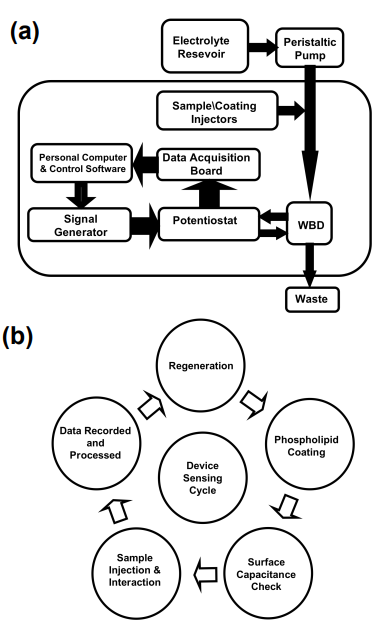 (a)
Electrolyte
Resevoir
Peristaltic
Pump
Sample\Coating
Injectors
Personal Computer
& Control Software
Data Acquisition
Board
Signal
Generator
Potentiostat
WBD
Waste
(b)
Regeneration
Data Recorded
and
Processed
Phospholipid
Coating
Device
Sensing
Cycle
Sample
Injection &
Interaction
Surface
Capacitance
Check